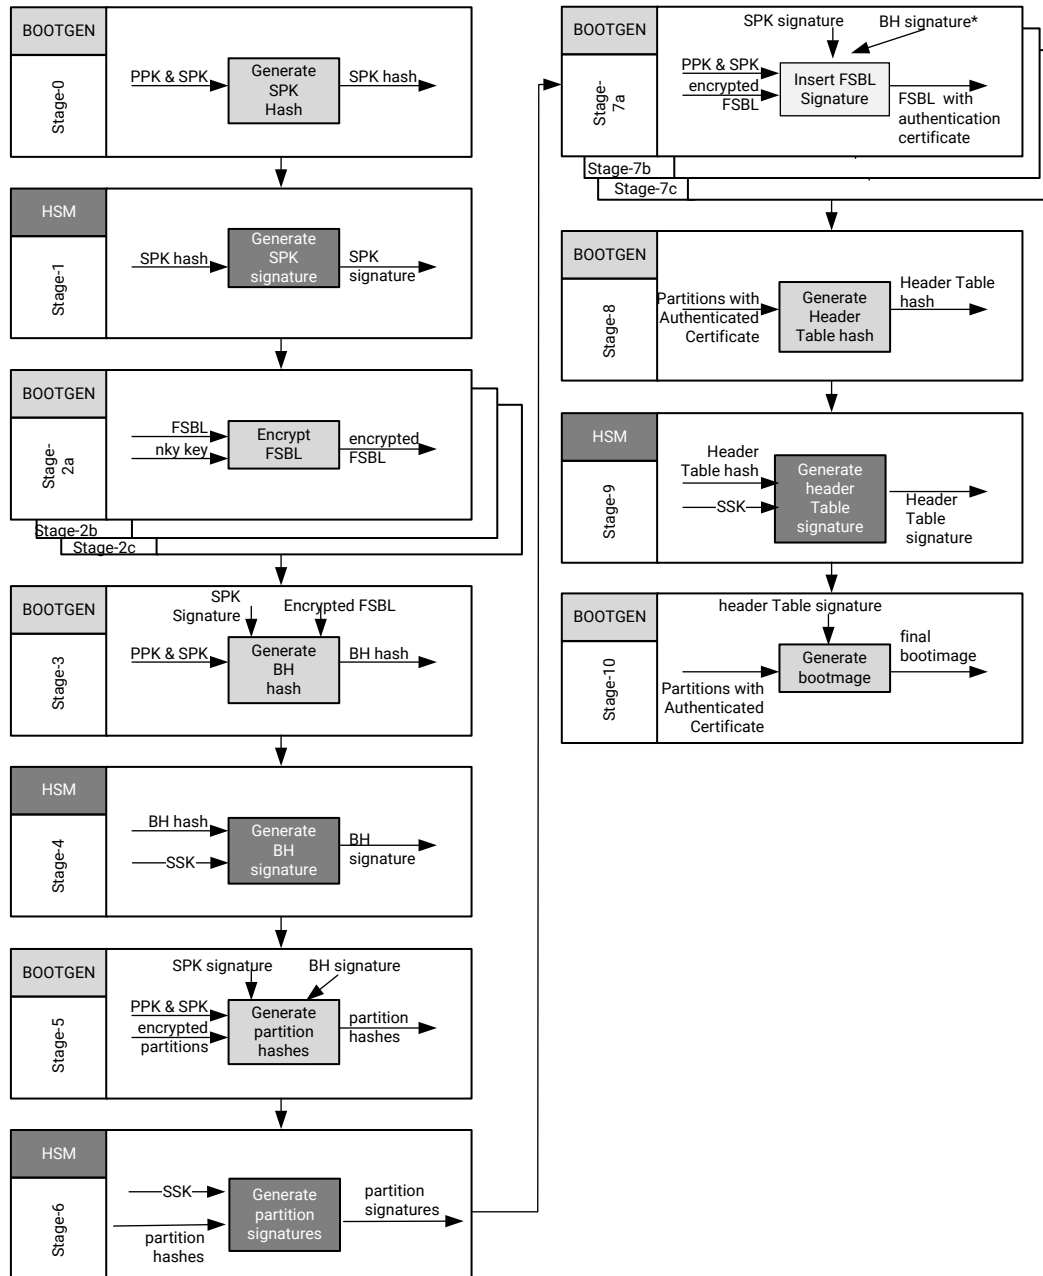 BOOTGEN
Stage-0
PPK & SPK
Generate
SPK
Hash
SPK hash
HSM
Stage-1
SPK hash
Generate
SPK
signature
SPK
signature
BOOTGEN
Stage-
2a
FSBL
nky key
Encrypt
FSBL
encrypted
FSBL
Stage-2b
Stage-2c
BOOTGEN
Stage-3
SPK
Signature
Encrypted FSBL
PPK & SPK
Generate
BH
hash
BH hash
HSM
Stage-4
BH hash
SSK
Generate
BH
signature
BH
signature
BOOTGEN
Stage-5
SPK signature
BH signature
PPK & SPK
encrypted
partitions
Generate
partition
hashes
partition
hashes
HSM
Stage-6
SSK
partition
hashes
Generate
partition
signatures
partition
signatures
BOOTGEN
Stage-
7a
SPK signature
BH signature*
PPK & SPK
encrypted
FSBL
Insert FSBL
Signature
FSBL with
authentication
certificate
Stage-7b
Stage-7c
BOOTGEN
Stage-8
Partitions with
Authenticated
Certificate
Generate
Header
Table hash
Header Table
hash
HSM
Stage-9
Header
Table hash
SSK
Generate
header
Table
signature
Header
Table
signature
BOOTGEN
Stage-10
header Table signature
Partitions with
Authenticated
Certificate
Generate
bootmage
final
bootimage